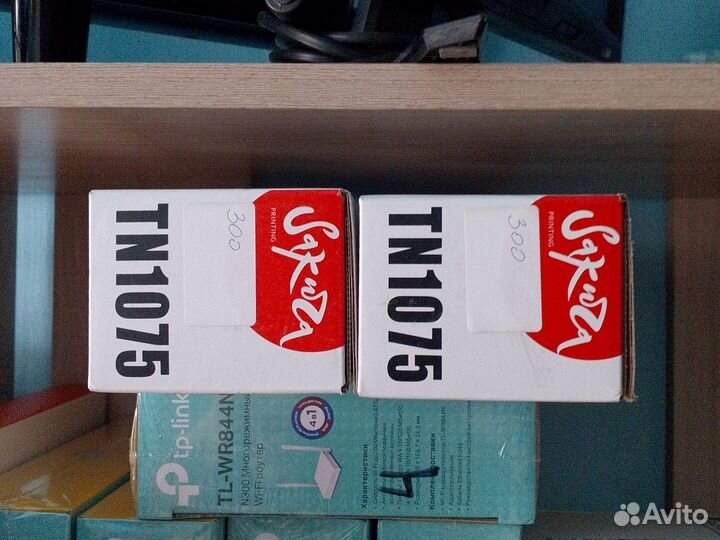 TN1075
300
Sakura
PRINTING
TN1075
300
Sakura
PRINTING
tp-link
TL-WR844N
N300 Многорежимный
Wi-Fi роутер
4в1
Характеристики
Комплект поставки
4
Avito